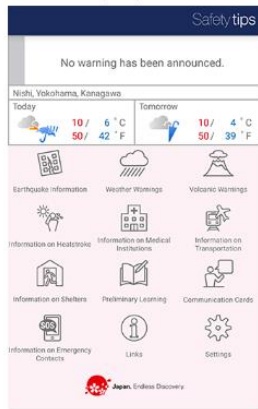 Safety tips
No warning has been announced.
Nishi, Yokohama, Kanagawa
Today
10 / 6 °C
50 / 42 °F
Tomorrow
10 / 4 °C
50 / 39 °F
Earthquake Information
Weather Warnings
Volcanic Warnings
Information on Heatstroke
Information on Medical
Institutions
Information on
Transportation
Information on Shelters
Preliminary Learning
Communication Cards
SOS
Information on Emergency
Contacts
Links
Settings
Japan. Endless Discovery.